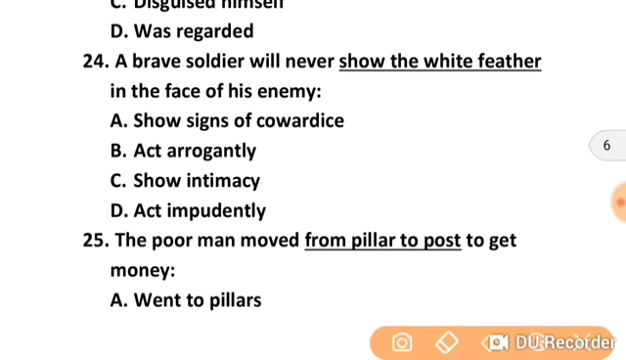 C. Disguised himself
D. Was regarded
24. A brave soldier will never show the white feather
in the face of his enemy:
A. Show signs of cowardice
B. Act arrogantly
C. Show intimacy
D. Act impudently
25. The poor man moved from pillar to post to get
money:
A. Went to pillars
6
DU Recorder